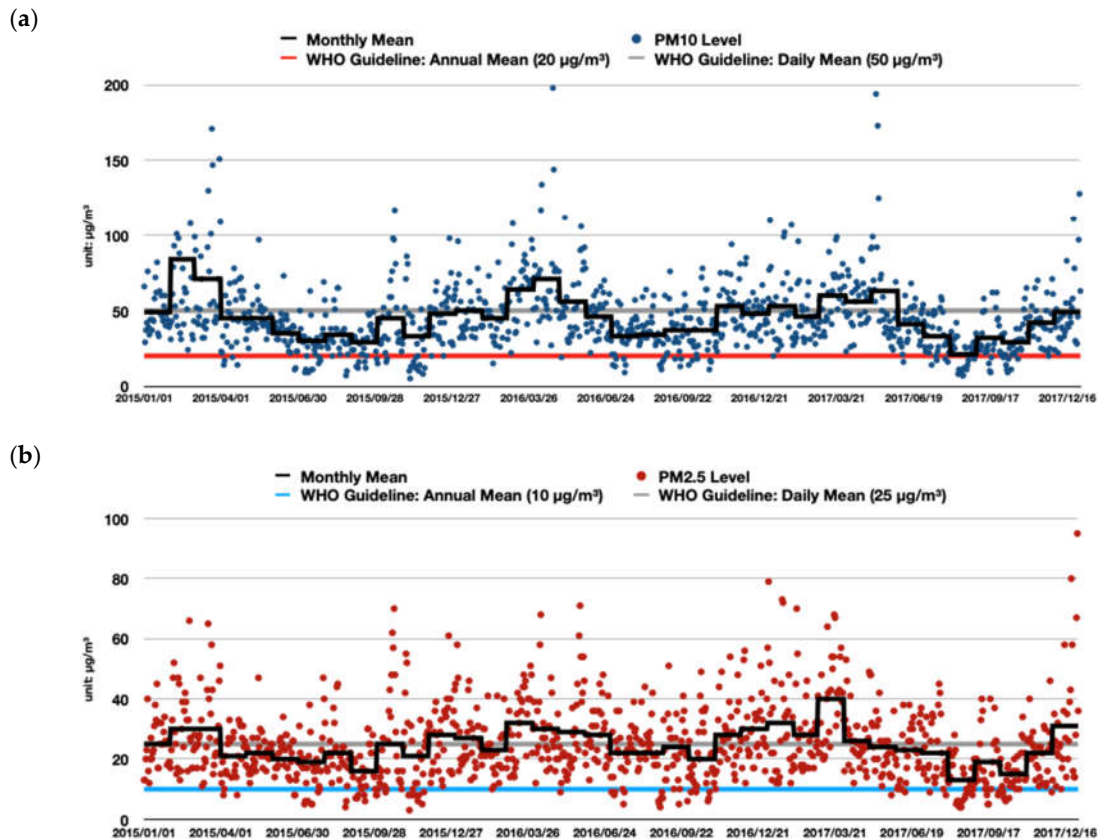 (a)
Monthly Mean PM10 Level
WHO Guideline: Annual Mean (20 µg/m³) WHO Guideline: Daily Mean (50 µg/m³)
200
150
unit: µg/m³
100
50
0
2015/01/01 2015/04/01 2015/06/30 2015/09/28 2015/12/27 2016/03/26 2016/06/24 2016/09/22 2016/12/21 2017/03/21 2017/06/19 2017/09/17 2017/12/16
(b)
Monthly Mean PM2.5 Level
WHO Guideline: Annual Mean (10 µg/m³) WHO Guideline: Daily Mean (25 µg/m³)
100
80
60
unit: µg/m³
40
20
0
2015/01/01 2015/04/01 2015/06/30 2015/09/28 2015/12/27 2016/03/26 2016/06/24 2016/09/22 2016/12/21 2017/03/21 2017/06/19 2017/09/17 2017/12/16